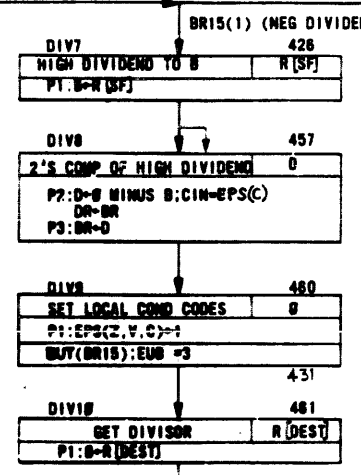 BR15(1) (NEG DIVIDE
DIV7 426
HIGH DIVIDEND TO B R[SF]
P1:B←R[SF]
DIV8 457
2'S COMP OF HIGH DIVIDEND D
P2:D←0 MINUS B;CIN=EPS(C)
DR←BR
P3:BR←D
DIV9 460
SET LOCAL COND CODES 0
P1:EPS(Z,V,C)←1
BUT(BR15):EUB =3
431
DIV10 461
GET DIVISOR R[DEST]
P1:B←R[DEST]